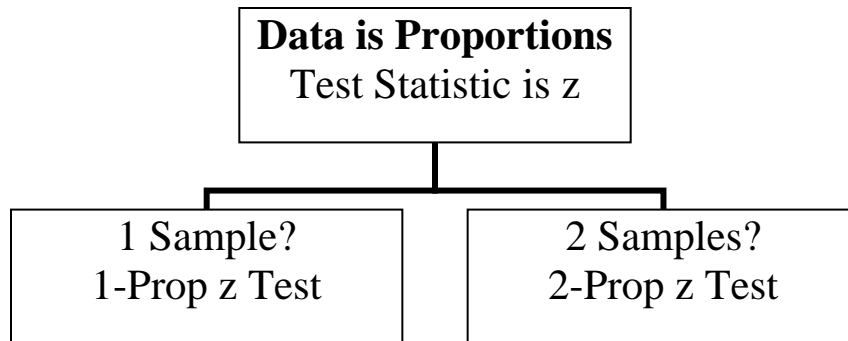 Data is Proportions
Test Statistic is z
1 Sample?
1-Prop z Test
2 Samples?
2-Prop z Test